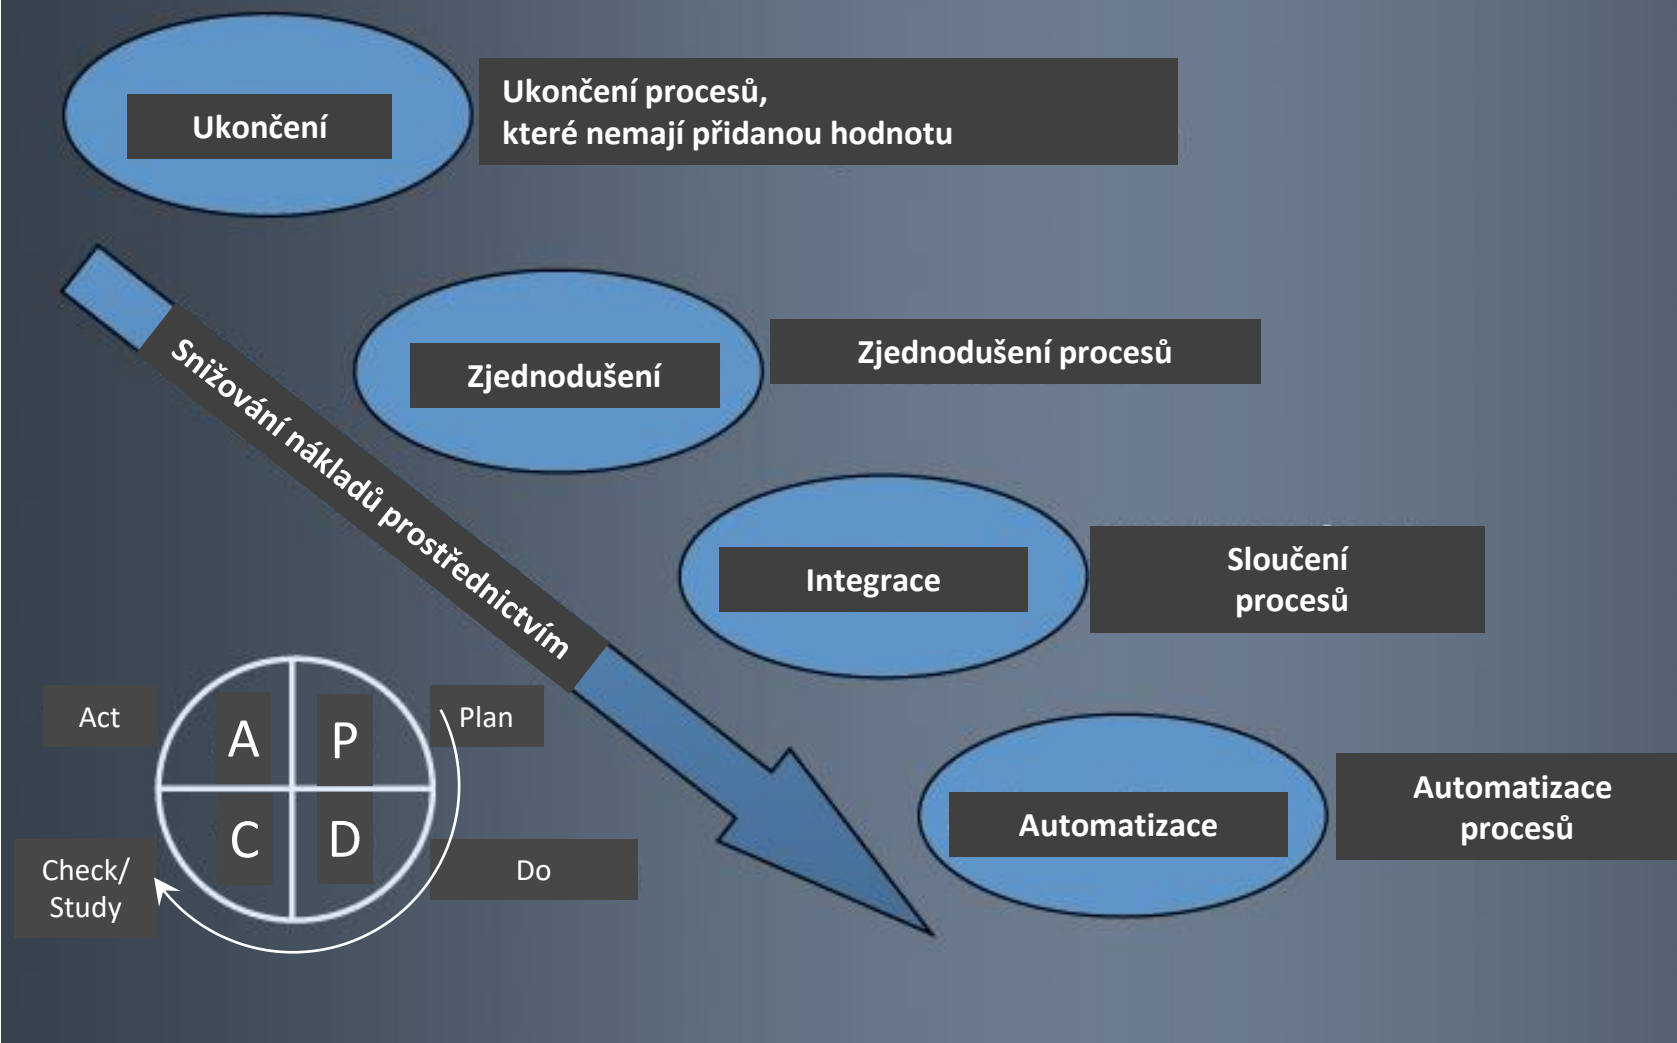 Ukončení
Ukončení procesů,
které nemají přidanou hodnotu
Snižování nákladů prostřednictvím
Zjednodušení
Zjednodušení procesů
Integrace
Sloučení
procesů
Automatizace
Automatizace
procesů
Act
A
P
Plan
Check/
Study
C
D
Do